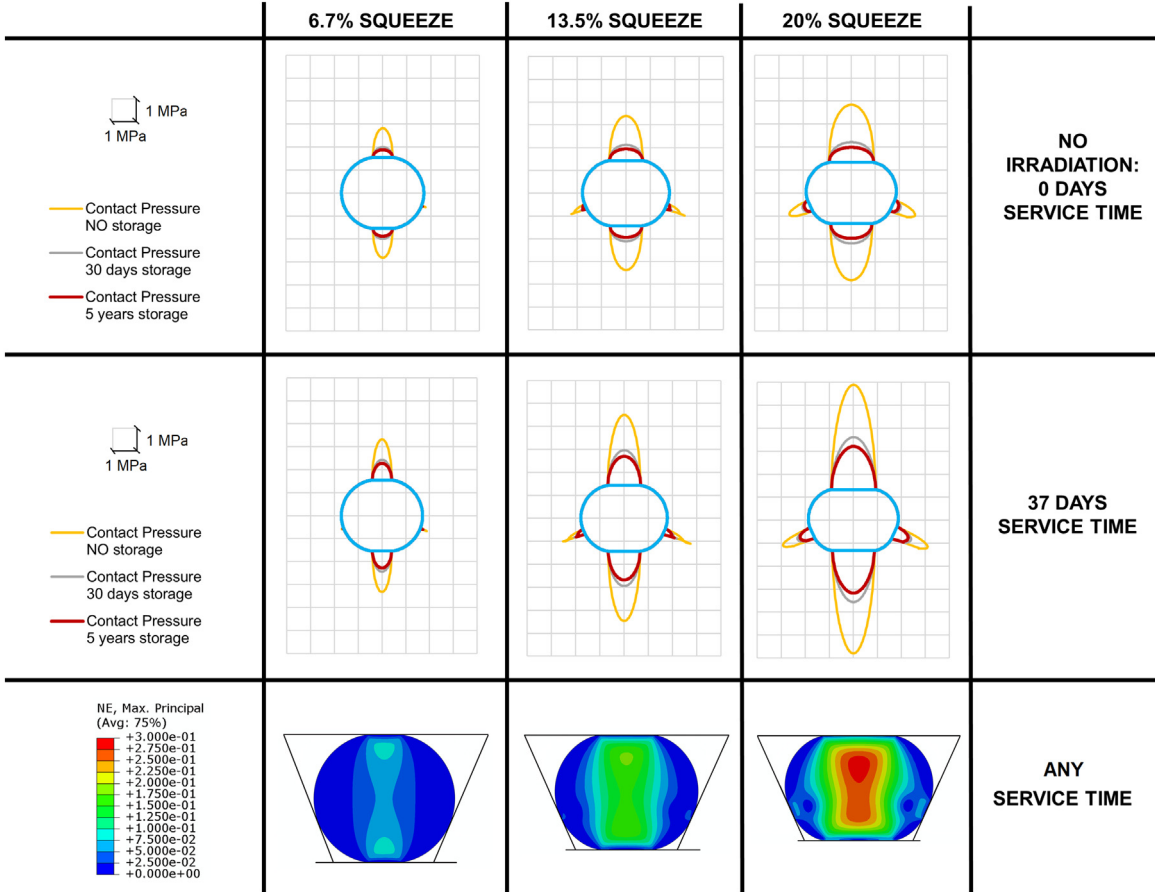 6.7% SQUEEZE
13.5% SQUEEZE
20% SQUEEZE
1 MPa
1 MPa
Contact Pressure
NO storage
Contact Pressure
30 days storage
Contact Pressure
5 years storage
NO
IRRADIATION:
0 DAYS
SERVICE TIME
1 MPa
1 MPa
Contact Pressure
NO storage
Contact Pressure
30 days storage
Contact Pressure
5 years storage
37 DAYS
SERVICE TIME
NE, Max. Principal
(Avg: 75%)
+3.000e-01
+2.750e-01
+2.500e-01
+2.250e-01
+2.000e-01
+1.750e-01
+1.500e-01
+1.250e-01
+1.000e-01
+7.500e-02
+5.000e-02
+2.500e-02
+0.000e+00
ANY
SERVICE TIME